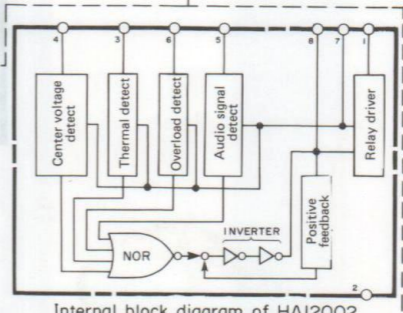 4
3
6
5
8
7
1
Center voltage
detect
Thermal detect
Overload detect
Audio signal
detect
Relay driver
INVERTER
NOR
Positive
feedback
2
Internal block diagram of HA12002